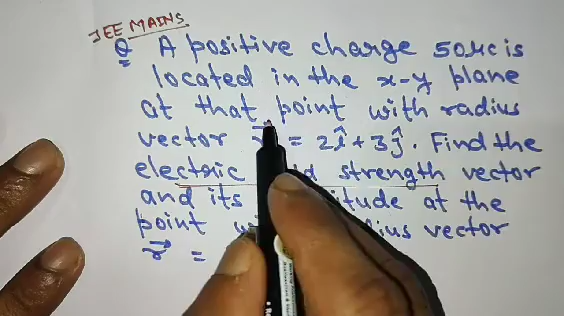 JEE MAINS
Q A positive charge 50μC is
located in the x-y plane
at that point with radius
vector = 2î+3ĵ. Find the
electric strength vector
and its at the
point vector
r⃗ =